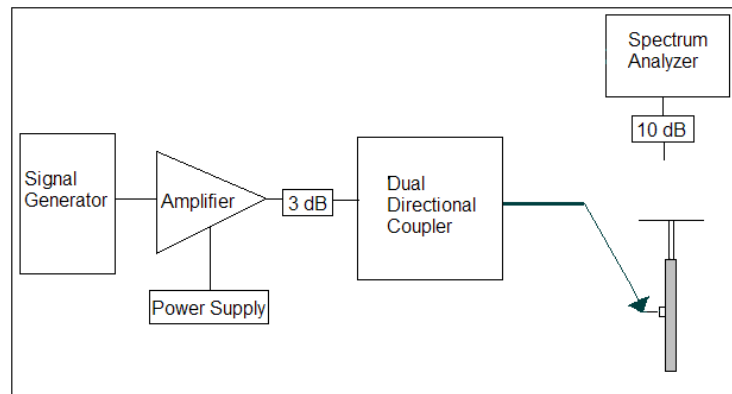 Spectrum
Analyzer
10 dB
Signal
Generator
Amplifier
3 dB
Dual
Directional
Coupler
Power Supply